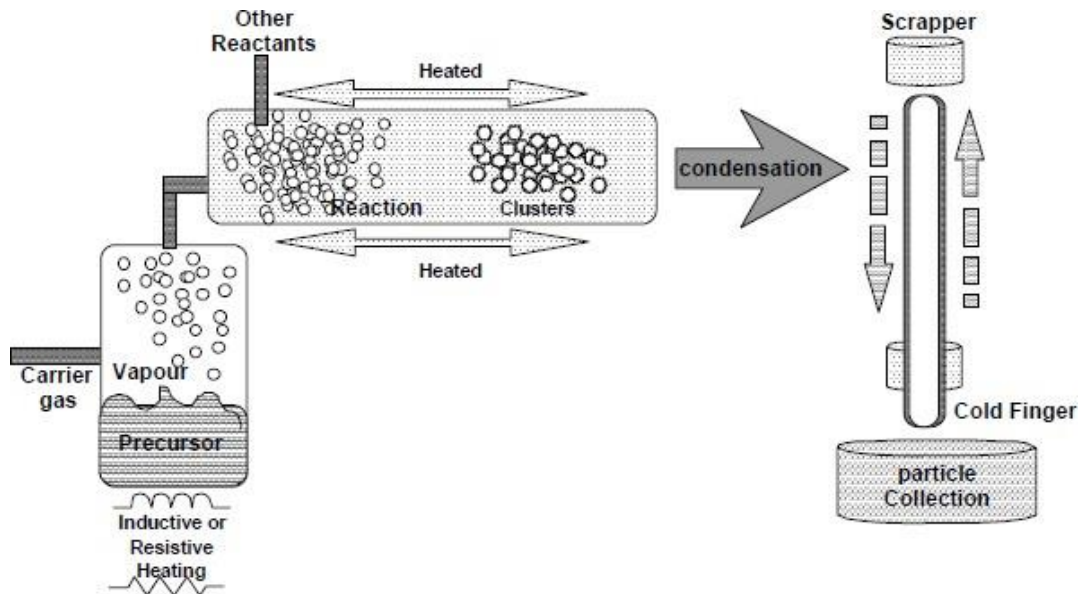 Other
Reactants
Heated
Reaction
Clusters
Heated
Carrier
gas
Vapour
Precursor
Inductive or
Resistive
Heating
condensation
Scrapper
Cold Finger
particle
Collection